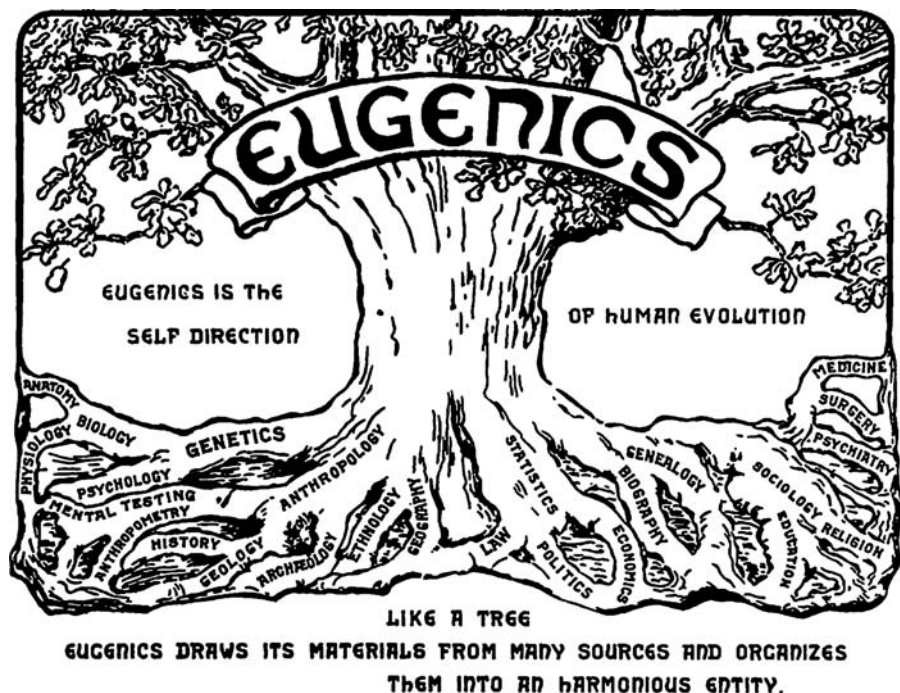 EUGENICS
EUGENICS IS THE
SELF DIRECTION
OF HUMAN EVOLUTION
ANATOMY
PHYSIOLOGY
BIOLOGY
GENETICS
PSYCHOLOGY
MENTAL TESTING
ANTHROPOMETRY
HISTORY
GEOLOGY
ANTHROPOLOGY
ARCHÆOLOGY
ETHNOLOGY
GEOGRAPHY
LAW
STATISTICS
POLITICS
ECONOMICS
BIOGRAPHY
GENEALOGY
EDUCATION
SOCIOLOGY
RELIGION
PSYCHIATRY
SURGERY
MEDICINE
LIKE A TREE
EUGENICS DRAWS ITS MATERIALS FROM MANY SOURCES AND ORGANIZES
THEM INTO AN HARMONIOUS ENTITY.